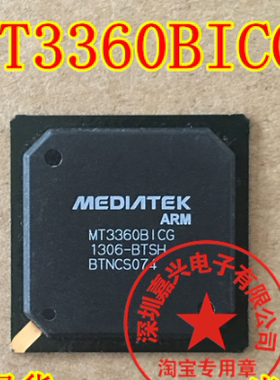 MT3360BICG
MEDIATEK
ARM
MT3360BICG
1306-BTSH
BTNCS074
深圳嘉兴电子有限公司
淘宝专用章